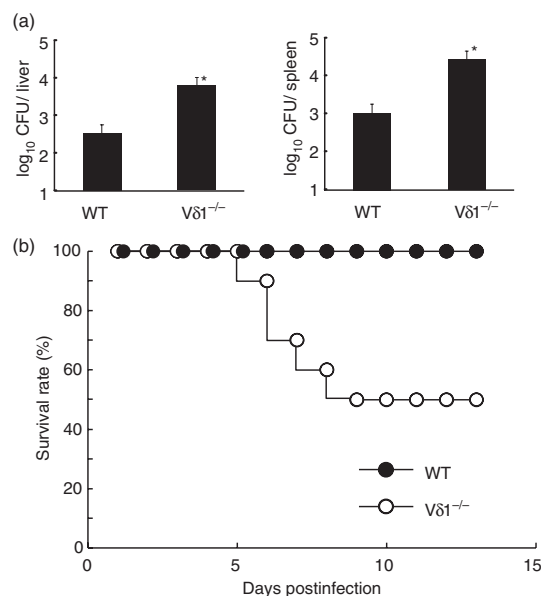 (a)
log10 CFU/ liver
5
4
3
2
1
*
WT
Vδ1−/−
log10 CFU/ spleen
5
4
3
2
1
*
WT
Vδ1−/−
(b)
Survival rate (%)
100
80
60
40
20
0
WT
Vδ1−/−
0
5
10
15
Days postinfection